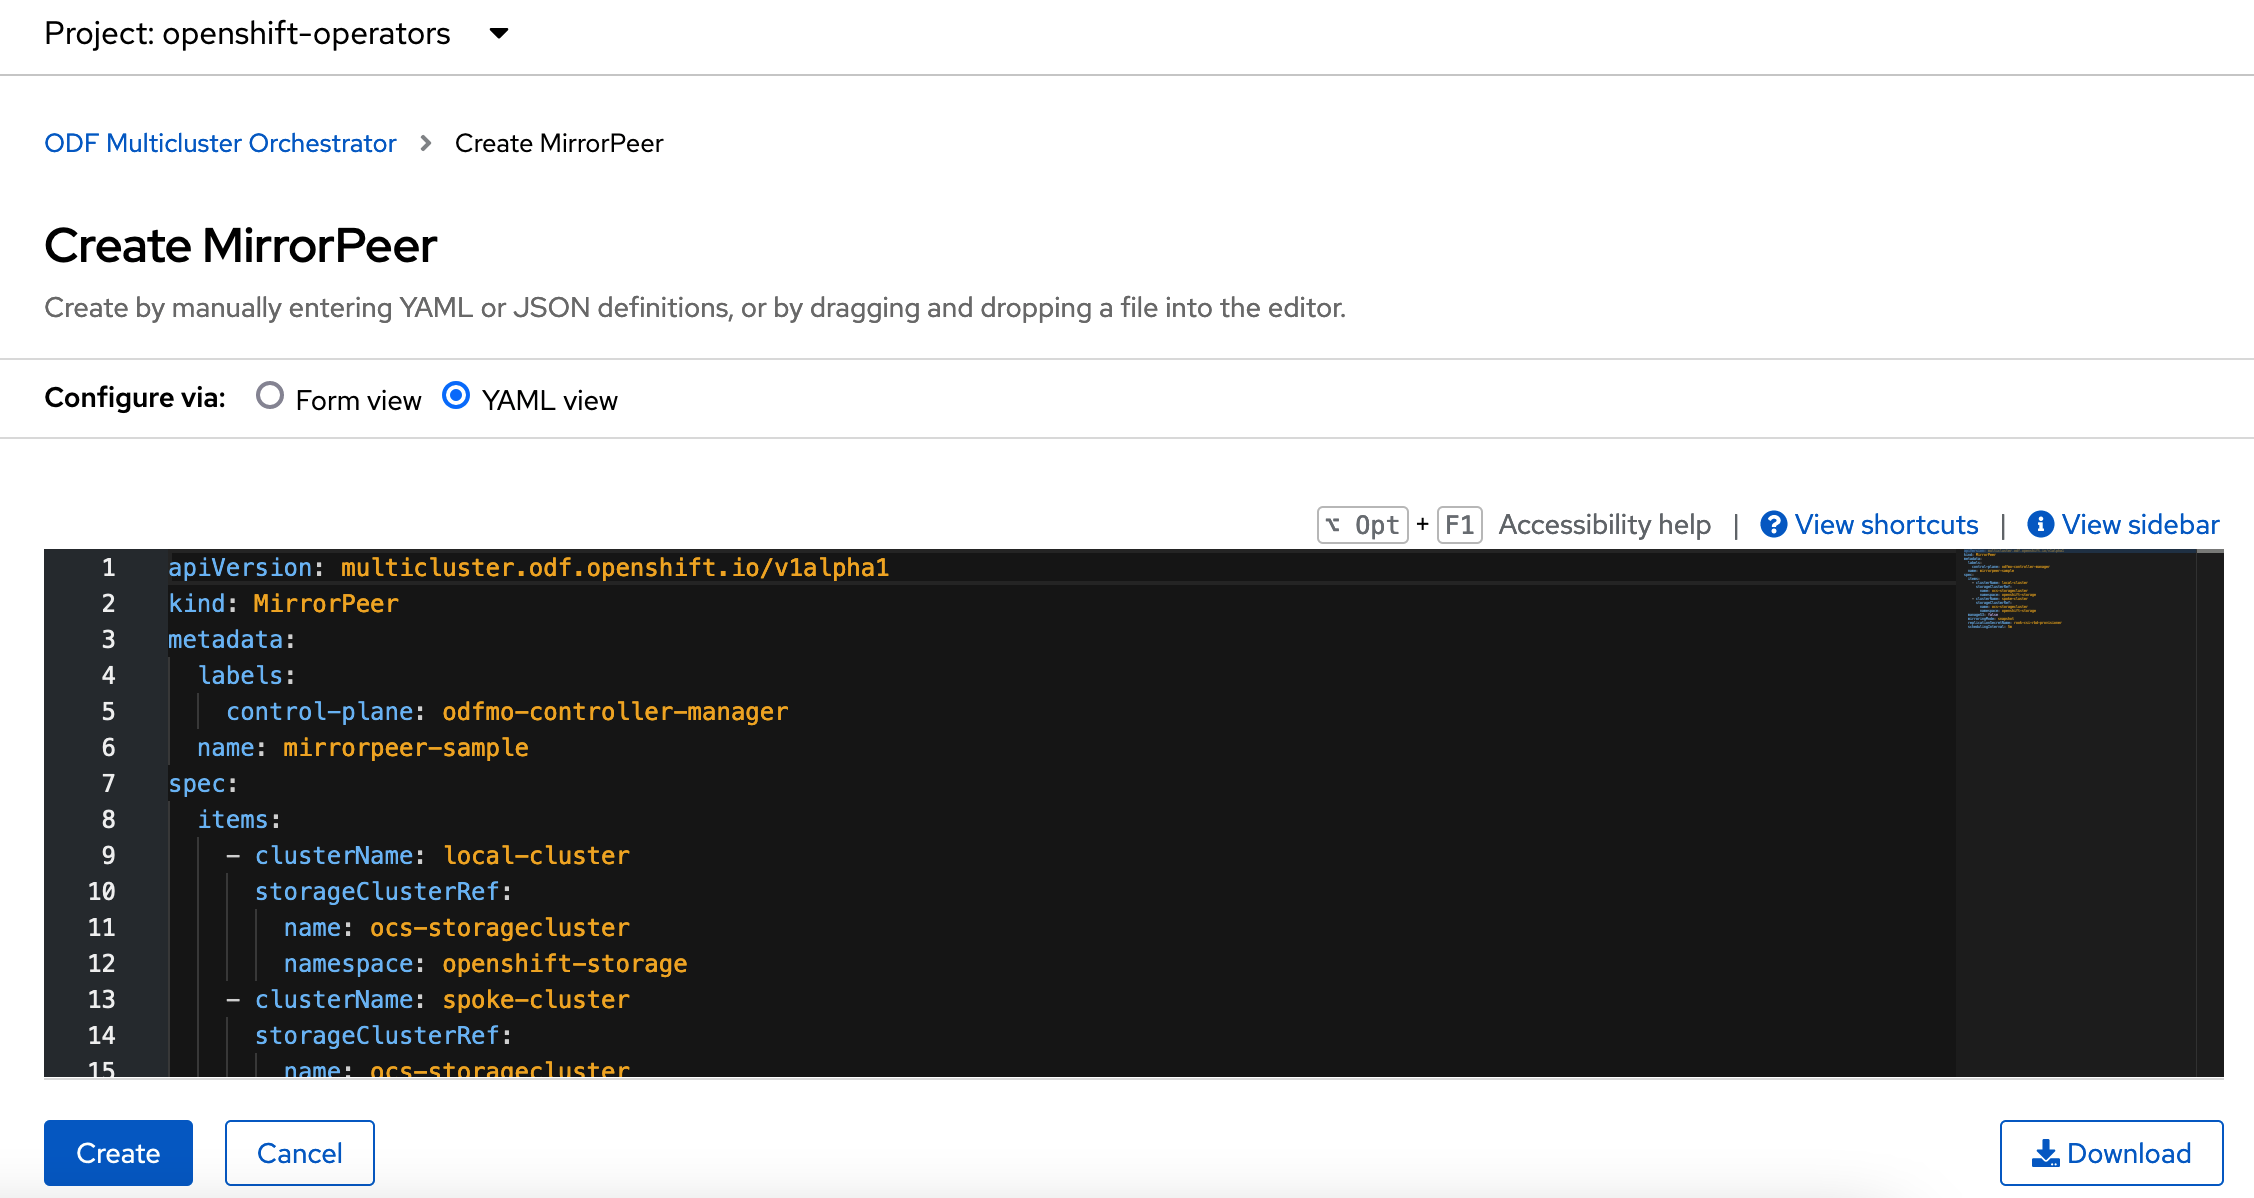 Project: openshift-operators
ODF Multicluster Orchestrator > Create MirrorPeer
Create MirrorPeer
Create by manually entering YAML or JSON definitions, or by dragging and dropping a file into the editor.
Configure via: Form view YAML view
⌥ Opt + F1 Accessibility help | View shortcuts | View sidebar
1 apiVersion: multicluster.odf.openshift.io/v1alpha1
2 kind: MirrorPeer
3 metadata:
4 labels:
5 control-plane: odfmo-controller-manager
6 name: mirrorpeer-sample
7 spec:
8 items:
9 - clusterName: local-cluster
10 storageClusterRef:
11 name: ocs-storagecluster
12 namespace: openshift-storage
13 - clusterName: spoke-cluster
14 storageClusterRef:
15 name: ocs-storagecluster
Create Cancel Download